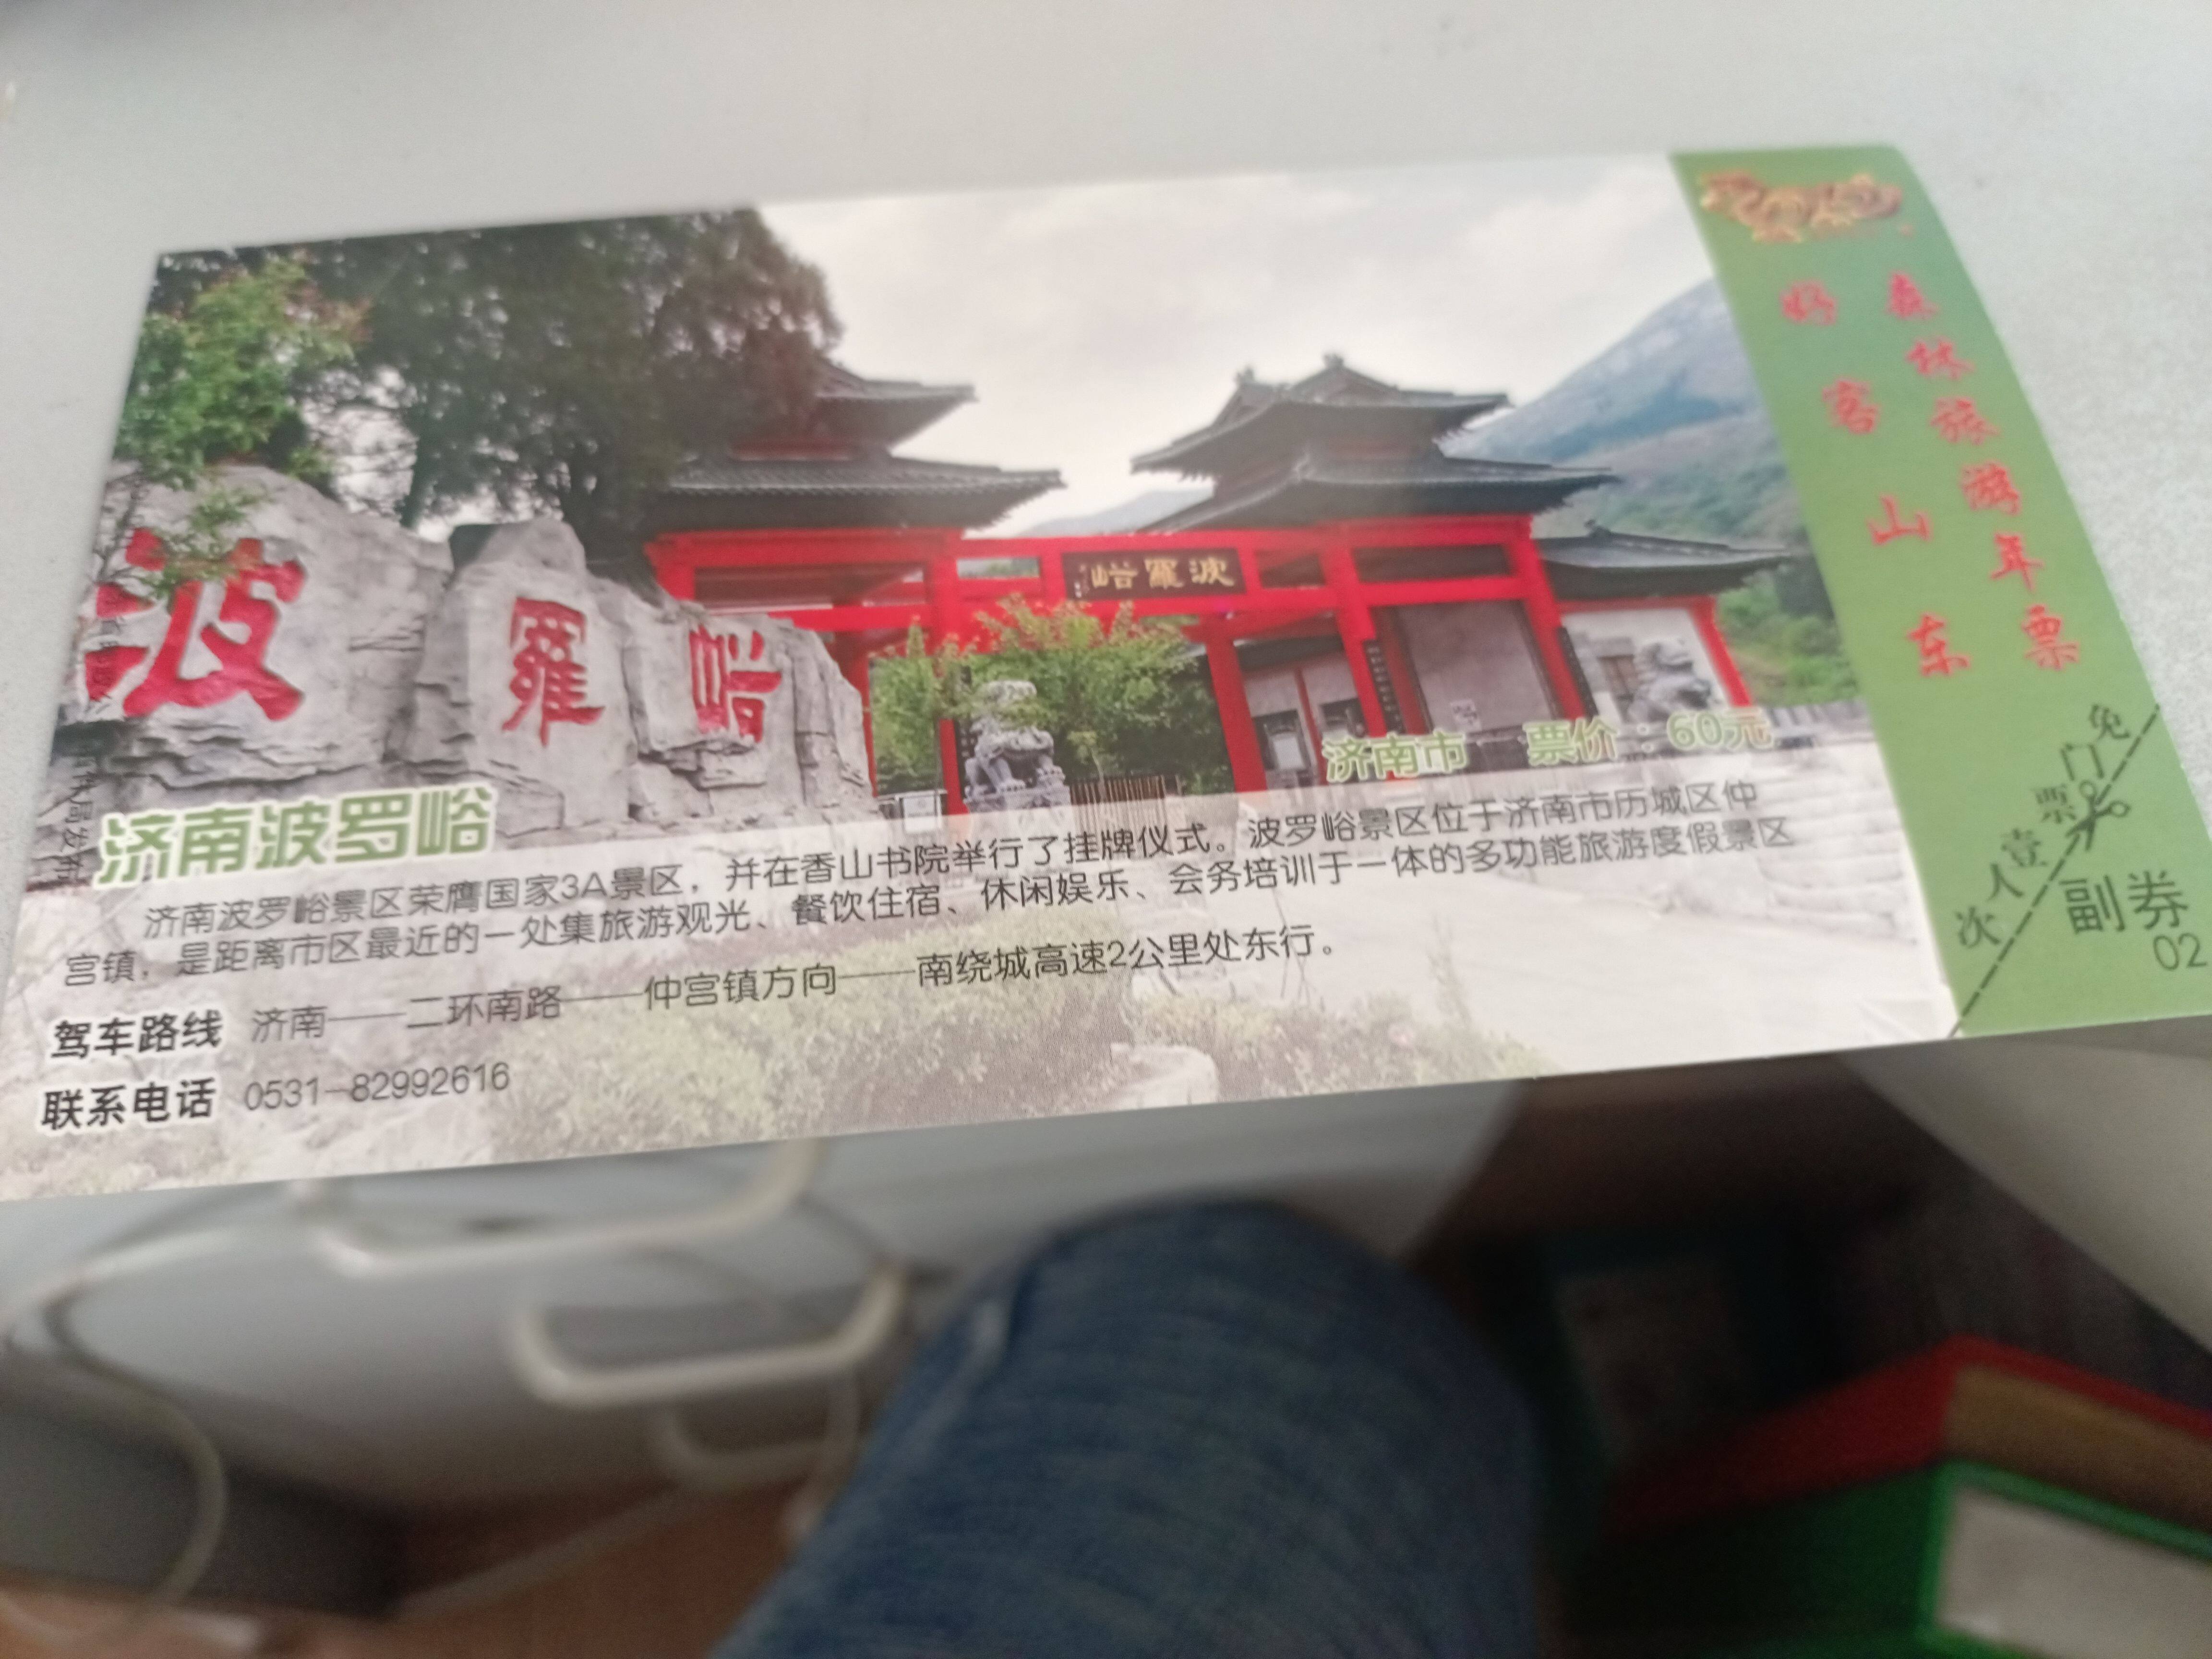 波羅峪
波羅峪
济南市 票价：60元
济南波罗峪
济南波罗峪景区荣膺国家3A景区，并在香山书院举行了挂牌仪式。波罗峪景区位于济南市历城区仲
宫镇，是距离市区最近的一处集旅游观光、餐饮住宿、休闲娱乐、会务培训于一体的多功能旅游度假景区
驾车路线 济南——二环南路——仲宫镇方向——南绕城高速2公里处东行。
联系电话 0531-82992616
好客山东
森林旅游年票
免门票壹人次
副券
02